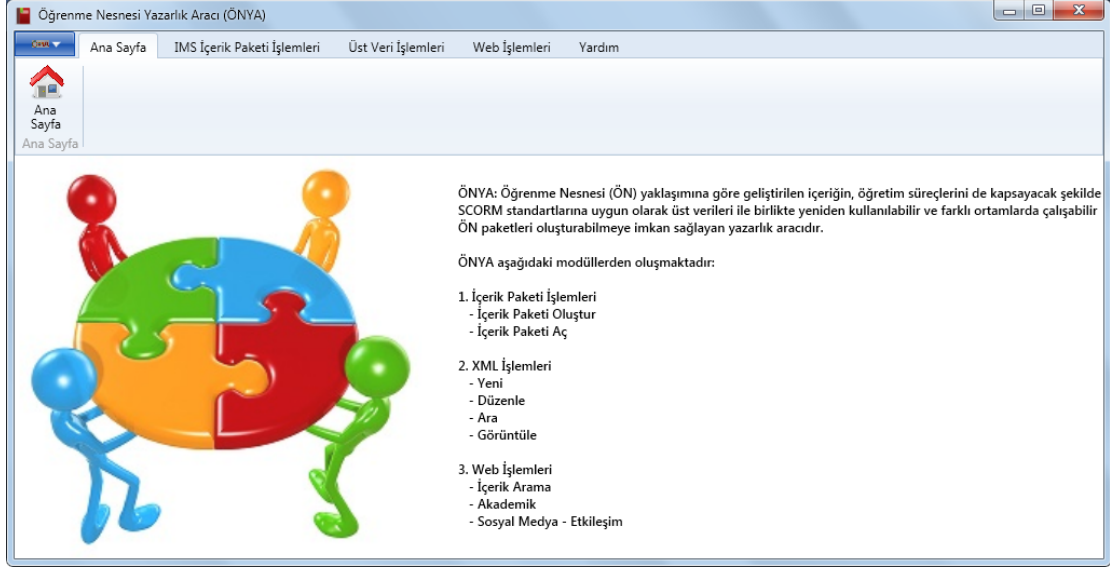 Öğrenme Nesnesi Yazarlık Aracı (ÖNYA)
ÖNYA
Ana Sayfa
IMS İçerik Paketi İşlemleri
Üst Veri İşlemleri
Web İşlemleri
Yardım
Ana
Sayfa
Ana Sayfa
ÖNYA: Öğrenme Nesnesi (ÖN) yaklaşımına göre geliştirilen içeriğin, öğretim süreçlerini de kapsayacak şekilde
SCORM standartlarına uygun olarak üst verileri ile birlikte yeniden kullanılabilir ve farklı ortamlarda çalışabilir
ÖN paketleri oluşturabilmeye imkan sağlayan yazarlık aracıdır.
ÖNYA aşağıdaki modüllerden oluşmaktadır:
1. İçerik Paketi İşlemleri
- İçerik Paketi Oluştur
- İçerik Paketi Aç
2. XML İşlemleri
- Yeni
- Düzenle
- Ara
- Görüntüle
3. Web İşlemleri
- İçerik Arama
- Akademik
- Sosyal Medya - Etkileşim